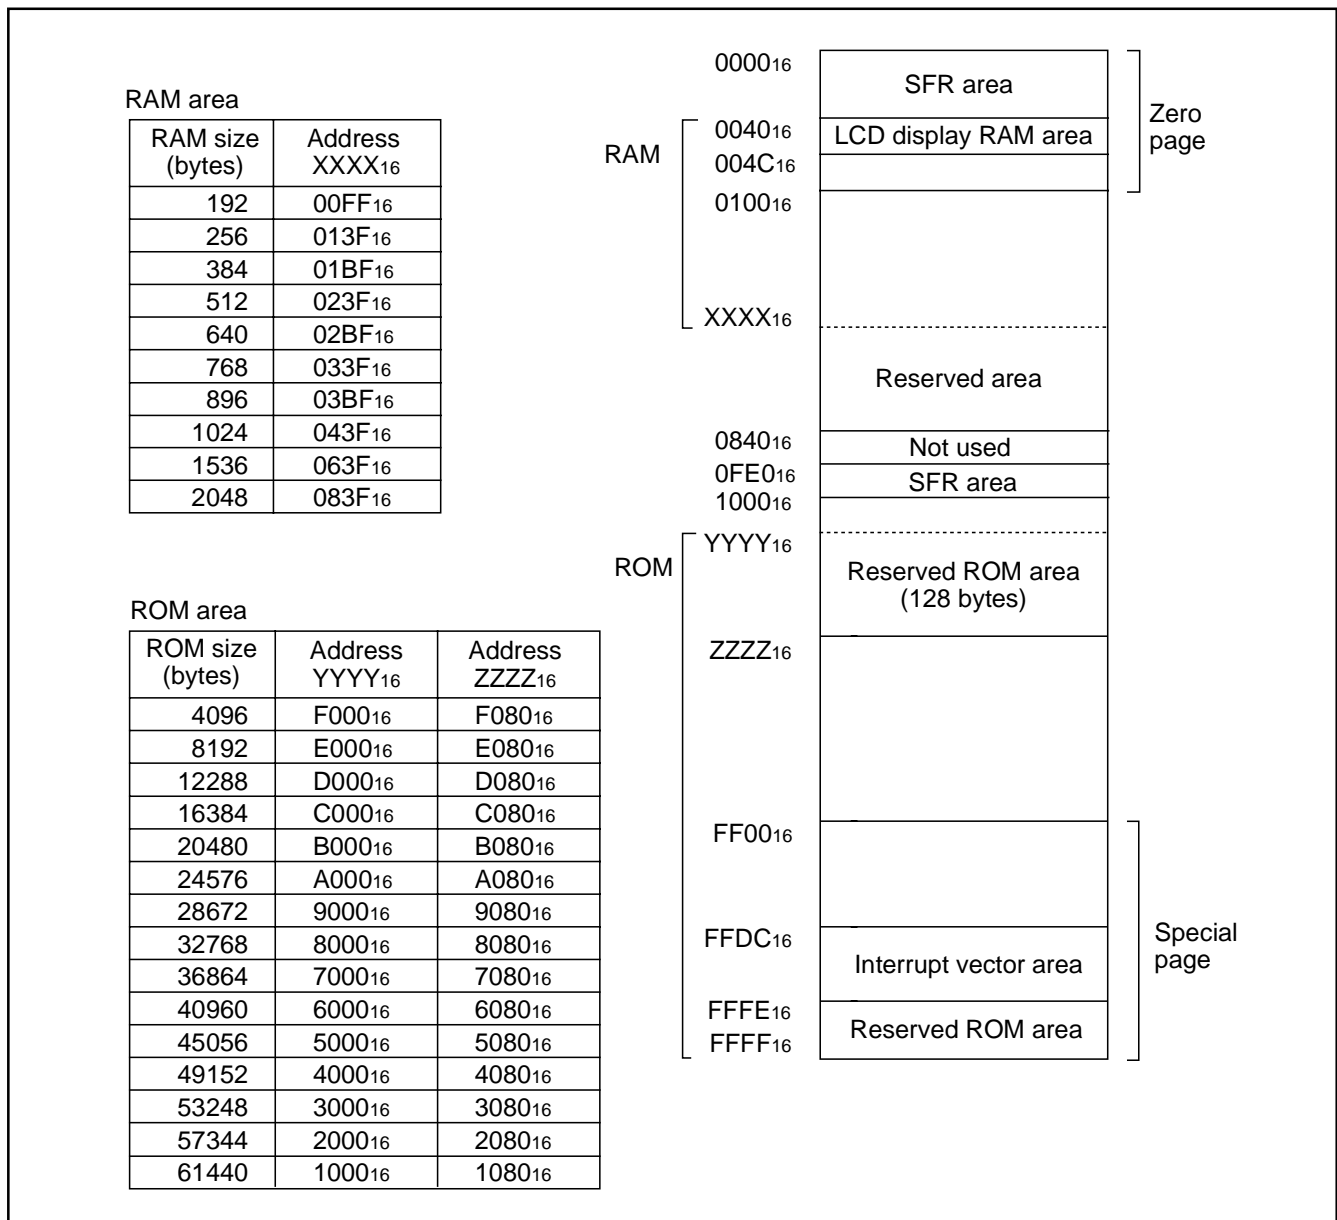 RAM area
RAM size (bytes) Address XXXX16
192 00FF16
256 013F16
384 01BF16
512 023F16
640 02BF16
768 033F16
896 03BF16
1024 043F16
1536 063F16
2048 083F16
ROM area
ROM size (bytes) Address YYYY16 Address ZZZZ16
4096 F00016 F08016
8192 E00016 E08016
12288 D00016 D08016
16384 C00016 C08016
20480 B00016 B08016
24576 A00016 A08016
28672 900016 908016
32768 800016 808016
36864 700016 708016
40960 600016 608016
45056 500016 508016
49152 400016 408016
53248 300016 308016
57344 200016 208016
61440 100016 108016
RAM
ROM
000016
SFR area
004016
LCD display RAM area
004C16
010016
XXXX16
Reserved area
084016
Not used
0FE016
SFR area
100016
YYYY16
Reserved ROM area
(128 bytes)
ZZZZ16
FF0016
FFDC16
Interrupt vector area
FFFE16
Reserved ROM area
FFFF16
Zero
page
Special
page